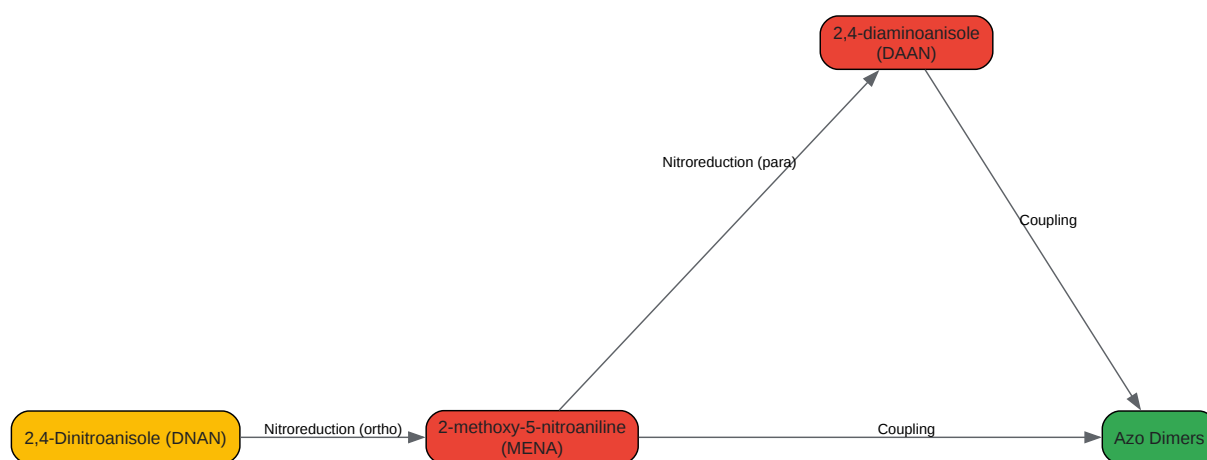 2,4-diaminoanisole
(DAAN)
Nitroreduction (para)
Coupling
2,4-Dinitroanisole (DNAN)
Nitroreduction (ortho)
2-methoxy-5-nitroaniline
(MENA)
Coupling
Azo Dimers